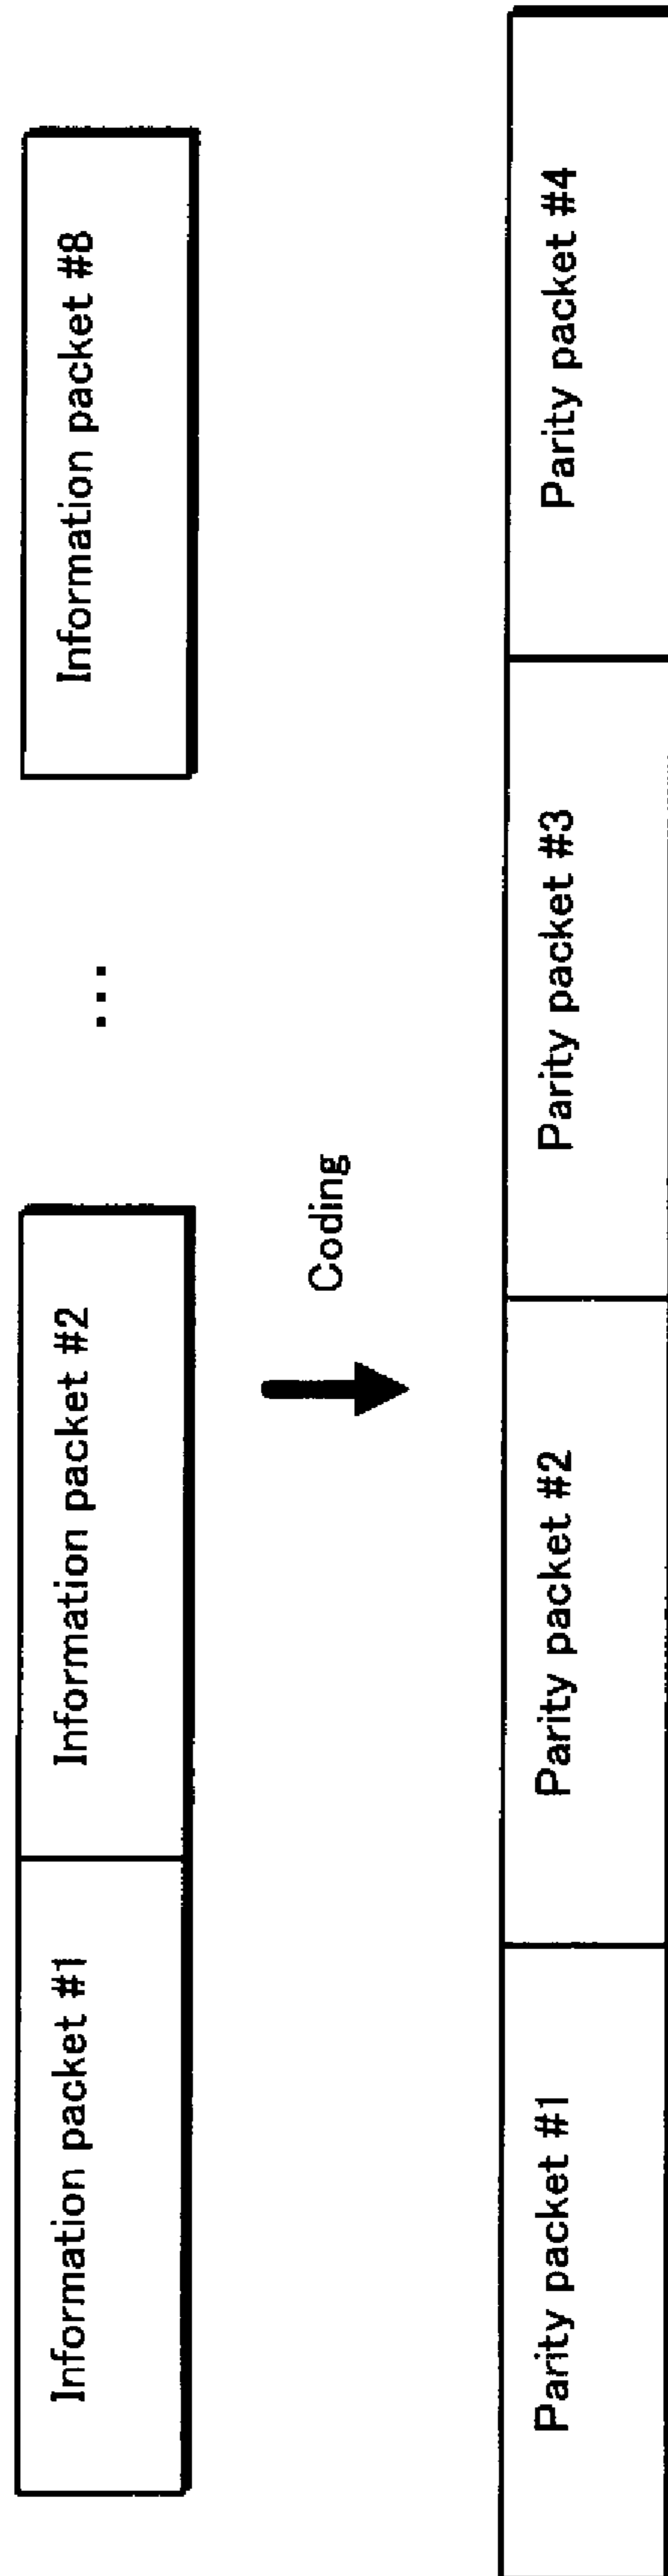 Information packet #1
Information packet #2
...
Information packet #8
Coding
Parity packet #1
Parity packet #2
Parity packet #3
Parity packet #4